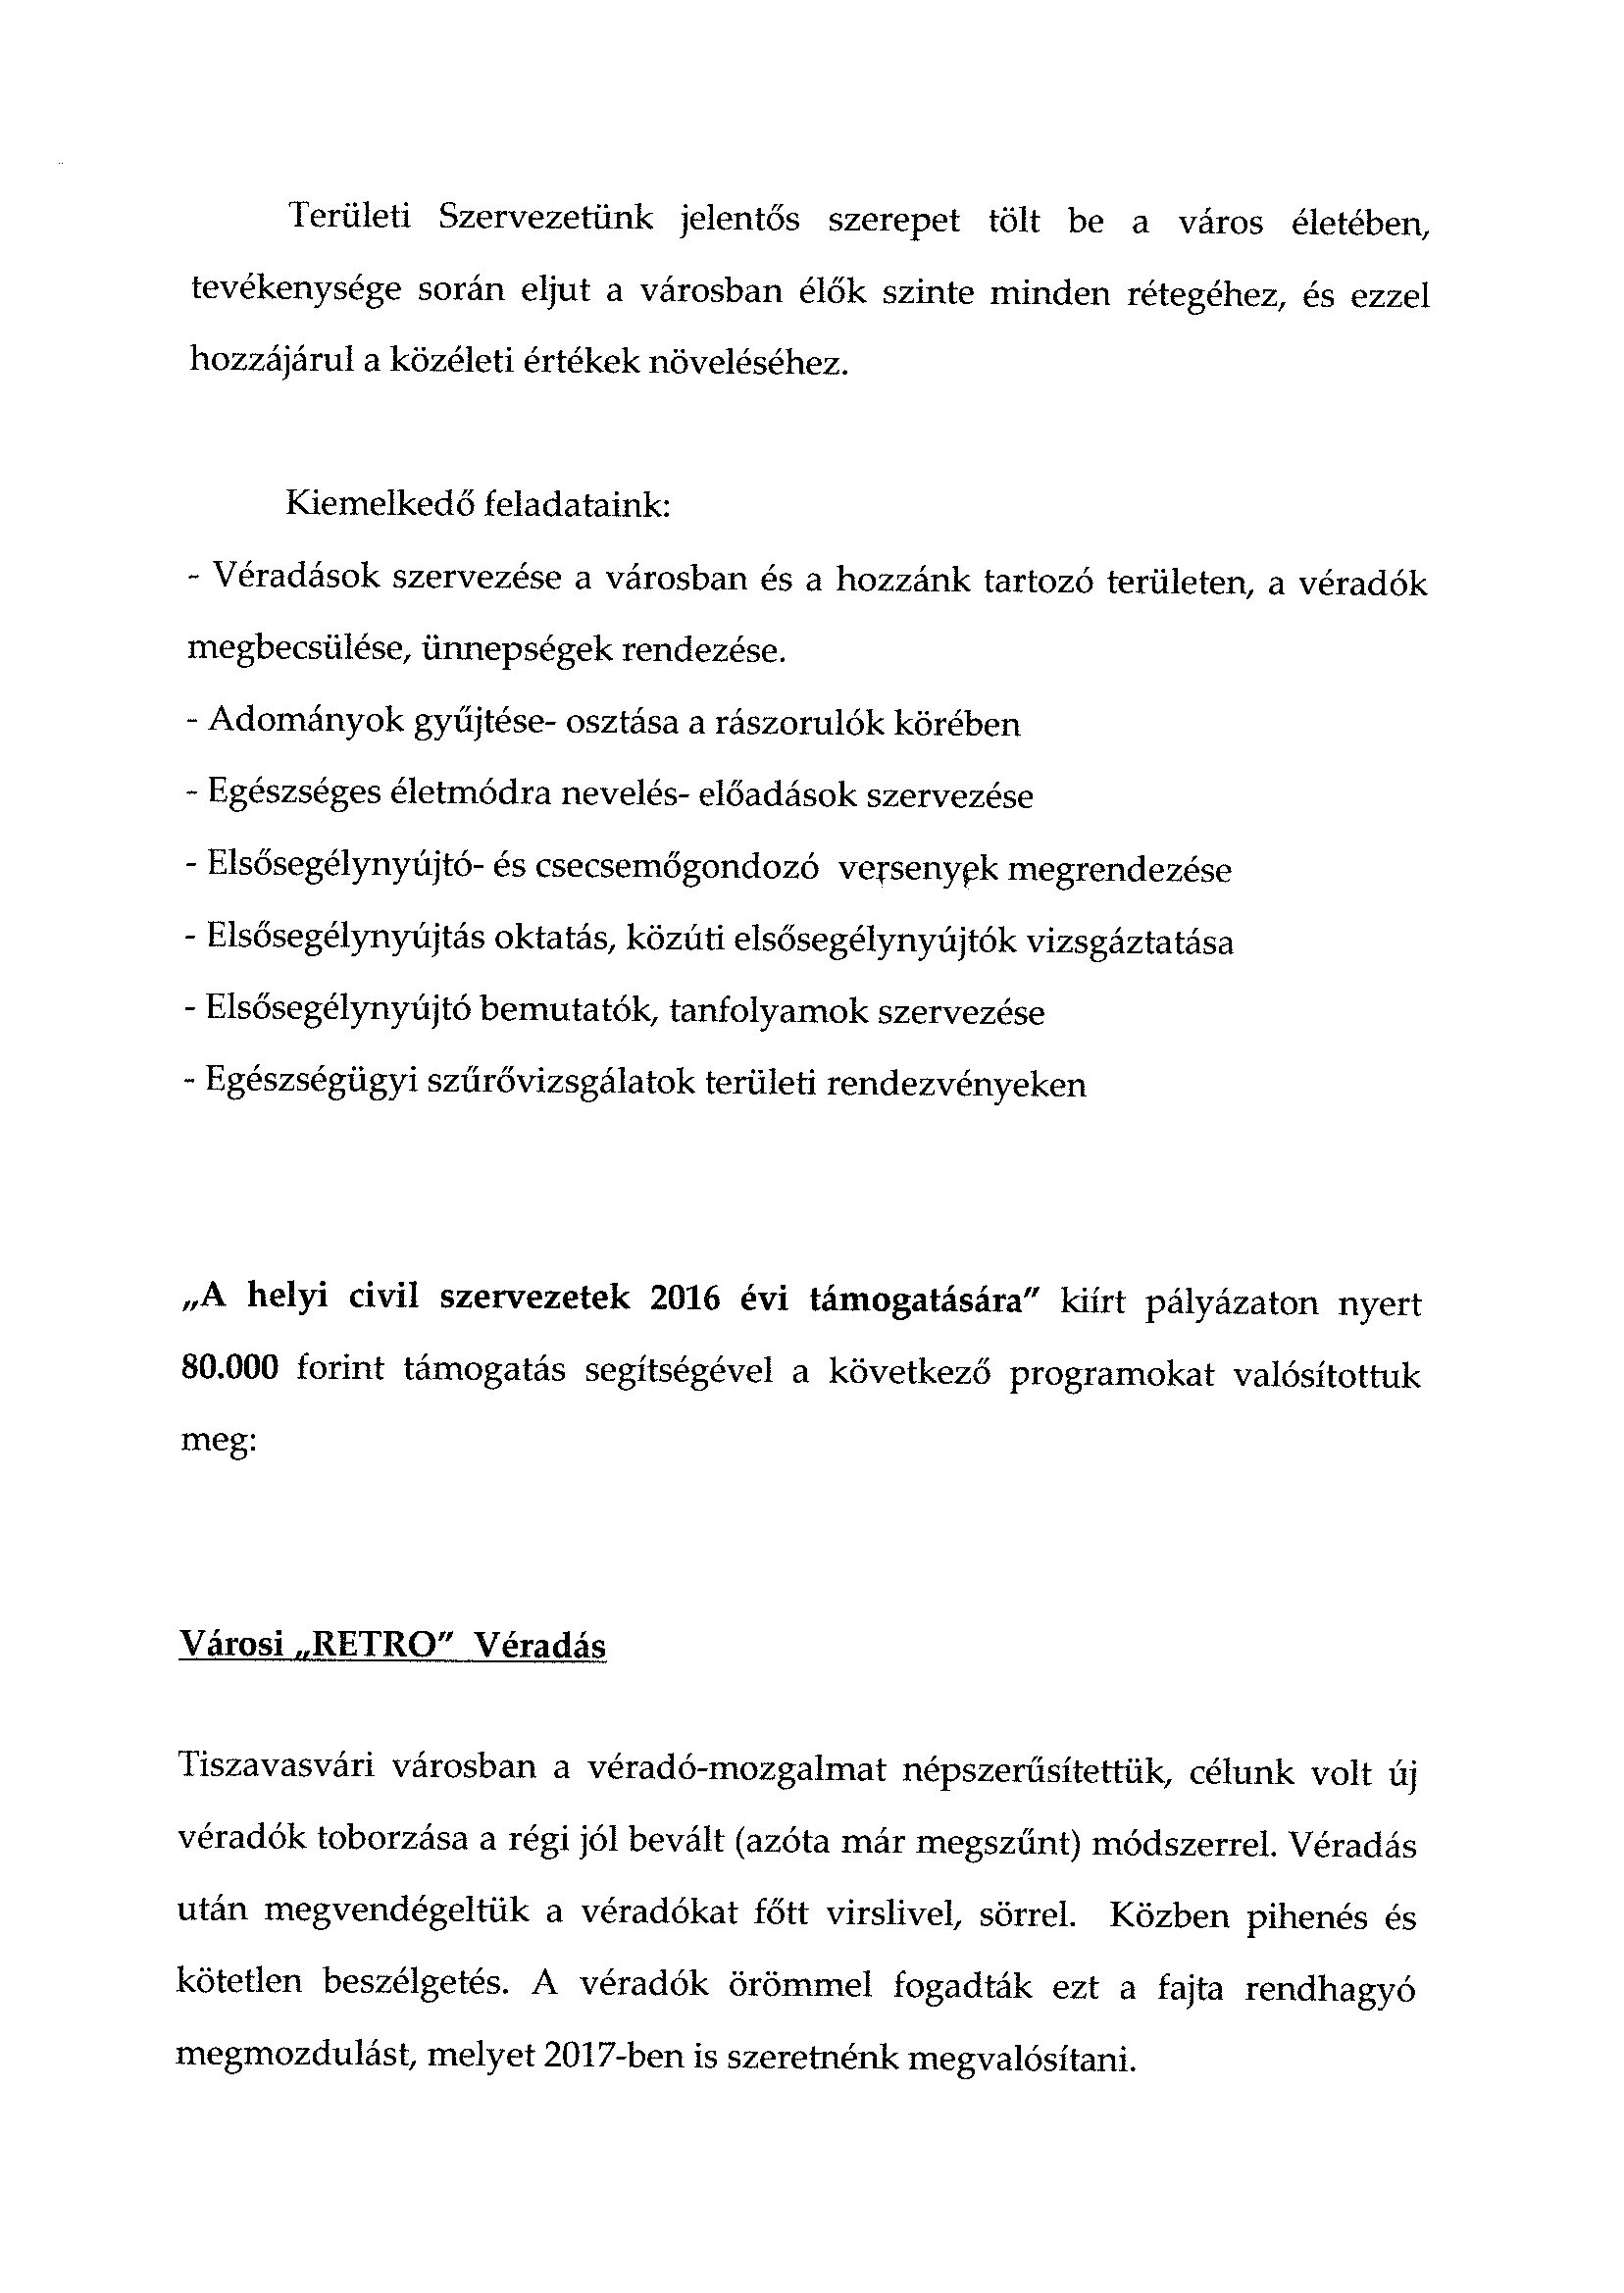 Területi Szervezetünk jelentős szerepet tölt be a város életében,
tevékenysége során eljut a városban élők szinte minden rétegéhez, és ezzel
hozzájárul a közéleti értékek növeléséhez.
Kiemelkedő feladataink:
- Véradások szervezése a városban és a hozzánk tartozó területen, a véradók
megbecsülése, ünnepségek rendezése.
- Adományok gyűjtése- osztása a rászorulók körében
- Egészséges életmódra nevelés- előadások szervezése
- Elsősegélynyújtó- és csecsemőgondozó versenyek megrendezése
- Elsősegélynyújtás oktatás, közúti elsősegélynyújtók vizsgáztatása
- Elsősegélynyújtó bemutatók, tanfolyamok szervezése
- Egészségügyi szűrővizsgálatok területi rendezvényeken
„A helyi civil szervezetek 2016 évi támogatására" kiírt pályázaton nyert
80.000 forint támogatás segítségével a következő programokat valósítottuk
meg:
Városi „RETRO" Véradás
Tiszavasvári városban a véradó-mozgalmat népszerűsítettük, célunk volt új
véradók toborzása a régi jól bevált (azóta már megszűnt) módszerrel. Véradás
után megvendégeltük a véradókat főtt virslivel, sörrel. Közben pihenés és
kötetlen beszélgetés. A véradók örömmel fogadták ezt a fajta rendhagyó
megmozdulást, melyet 2017-ben is szeretnénk megvalósítani.